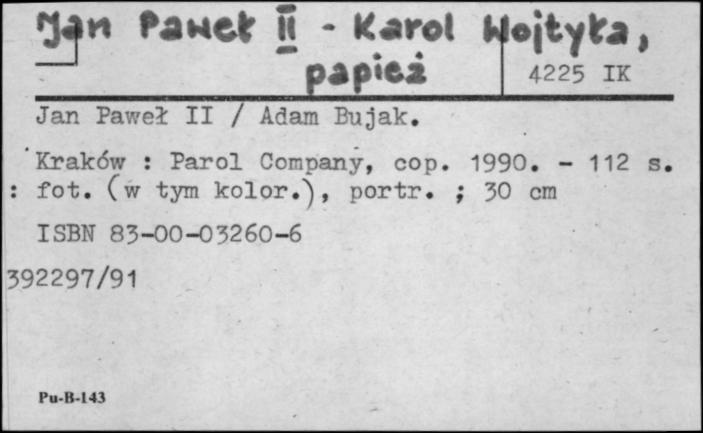 Jan Paweł II - Karol Wojtyła,
papież
4225 IK
Jan Paweł II / Adam Bujak.
Kraków : Parol Company, cop. 1990. - 112 s.
: fot. (w tym kolor.), portr. ; 30 cm
ISBN 83-00-03260-6
392297/91
Pu-B-143